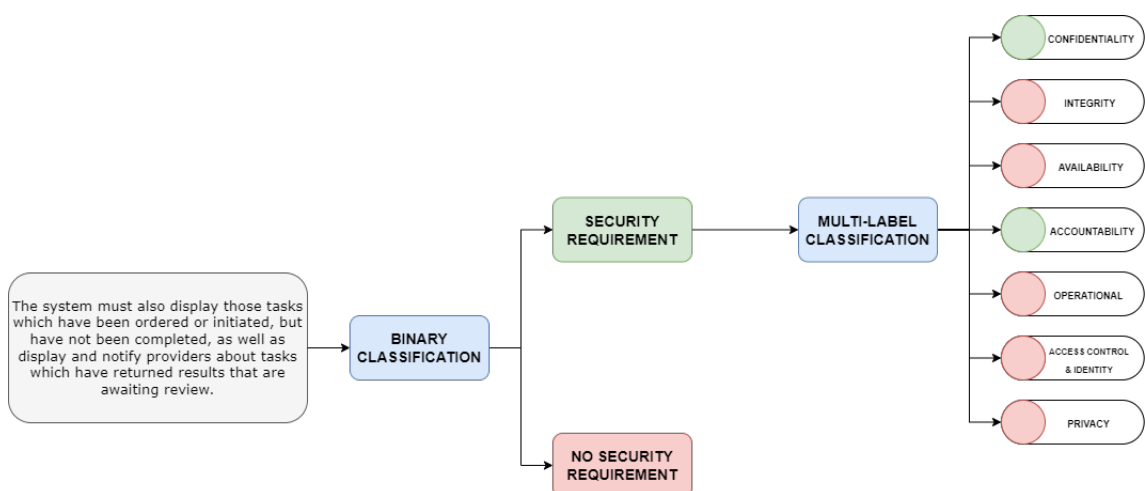 The system must also display those tasks
which have been ordered or initiated, but
have not been completed, as well as
display and notify providers about tasks
which have returned results that are
awaiting review.
BINARY
CLASSIFICATION
SECURITY
REQUIREMENT
NO SECURITY
REQUIREMENT
MULTI-LABEL
CLASSIFICATION
CONFIDENTIALITY
INTEGRITY
AVAILABILITY
ACCOUNTABILITY
OPERATIONAL
ACCESS CONTROL
& IDENTITY
PRIVACY